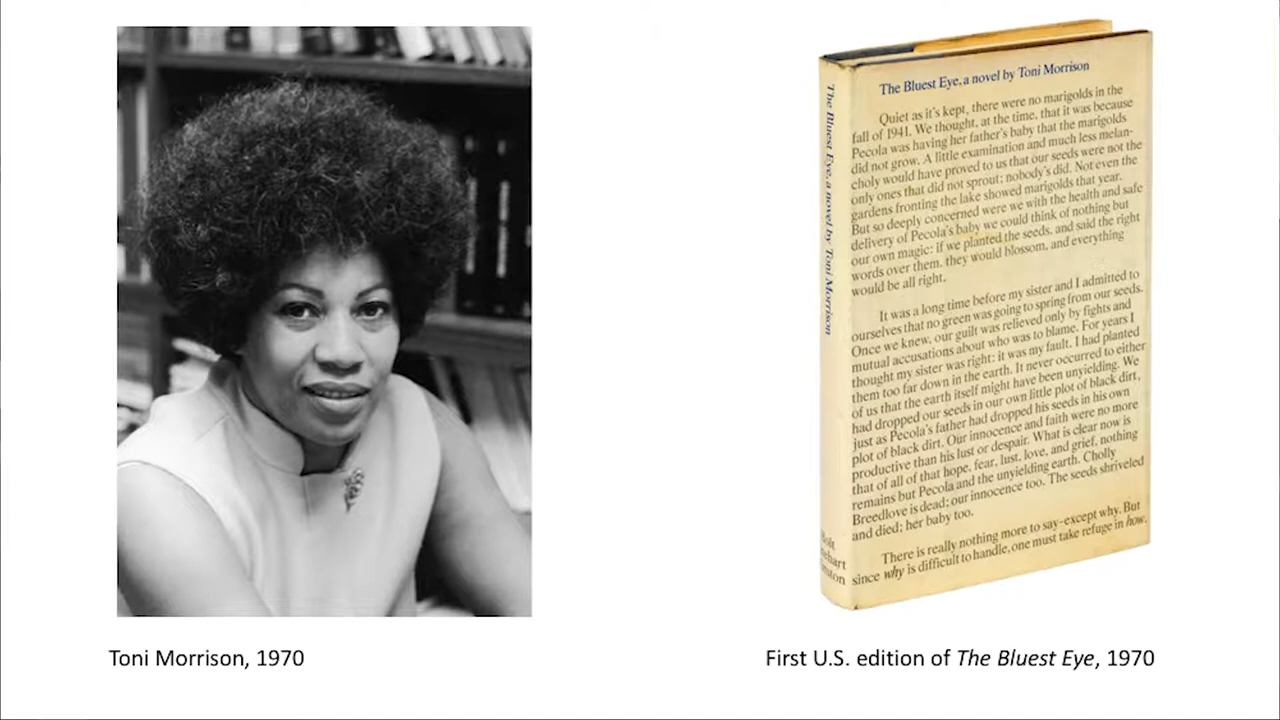 The Bluest Eye, a novel by Toni Morrison
Quiet as it's kept, there were no marigolds in the
fall of 1941. We thought, at the time, that it was because
Pecola was having her father's baby that the marigolds
did not grow. A little examination and much less melan-
choly would have proved to us that our seeds were not the
only ones that did not sprout; nobody's did. Not even the
gardens fronting the lake showed marigolds that year.
But so deeply concerned were we with the health and safe
delivery of Pecola's baby we could think of nothing but
our own magic: if we planted the seeds, and said the right
words over them, they would blossom, and everything
would be all right.
It was a long time before my sister and I admitted to
ourselves that no green was going to spring from our seeds.
Once we knew, our guilt was relieved only by fights and
mutual accusations about who was to blame. For years I
thought my sister was right: it was my fault. I had planted
them too far down in the earth. It never occurred to either
of us that the earth itself might have been unyielding. We
had dropped our seeds in our own little plot of black dirt,
just as Pecola's father had dropped his seeds in his own
plot of black dirt. Our innocence and faith were no more
productive than his lust or despair. What is clear now is
that of all of that hope, fear, lust, love, and grief, nothing
remains but Pecola and the unyielding earth. Cholly
Breedlove is dead; our innocence too. The seeds shriveled
and died; her baby too.
There is really nothing more to say–except why. But
since why is difficult to handle, one must take refuge in how.
The Bluest Eye, a novel by Toni Morrison
Toni Morrison, 1970
First U.S. edition of The Bluest Eye, 1970